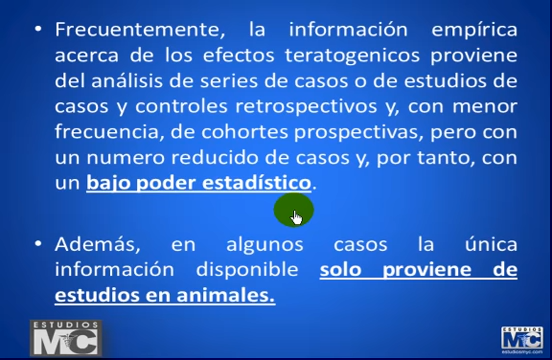 • Frecuentemente, la información empírica
acerca de los efectos teratogenicos proviene
del análisis de series de casos o de estudios de
casos y controles retrospectivos y, con menor
frecuencia, de cohortes prospectivas, pero con
un numero reducido de casos y, por tanto, con
un bajo poder estadístico.
• Además, en algunos casos la única
información disponible solo proviene de
estudios en animales.
ESTUDIOS
MC
ESTUDIOS
MYC
estudiosmyc.com